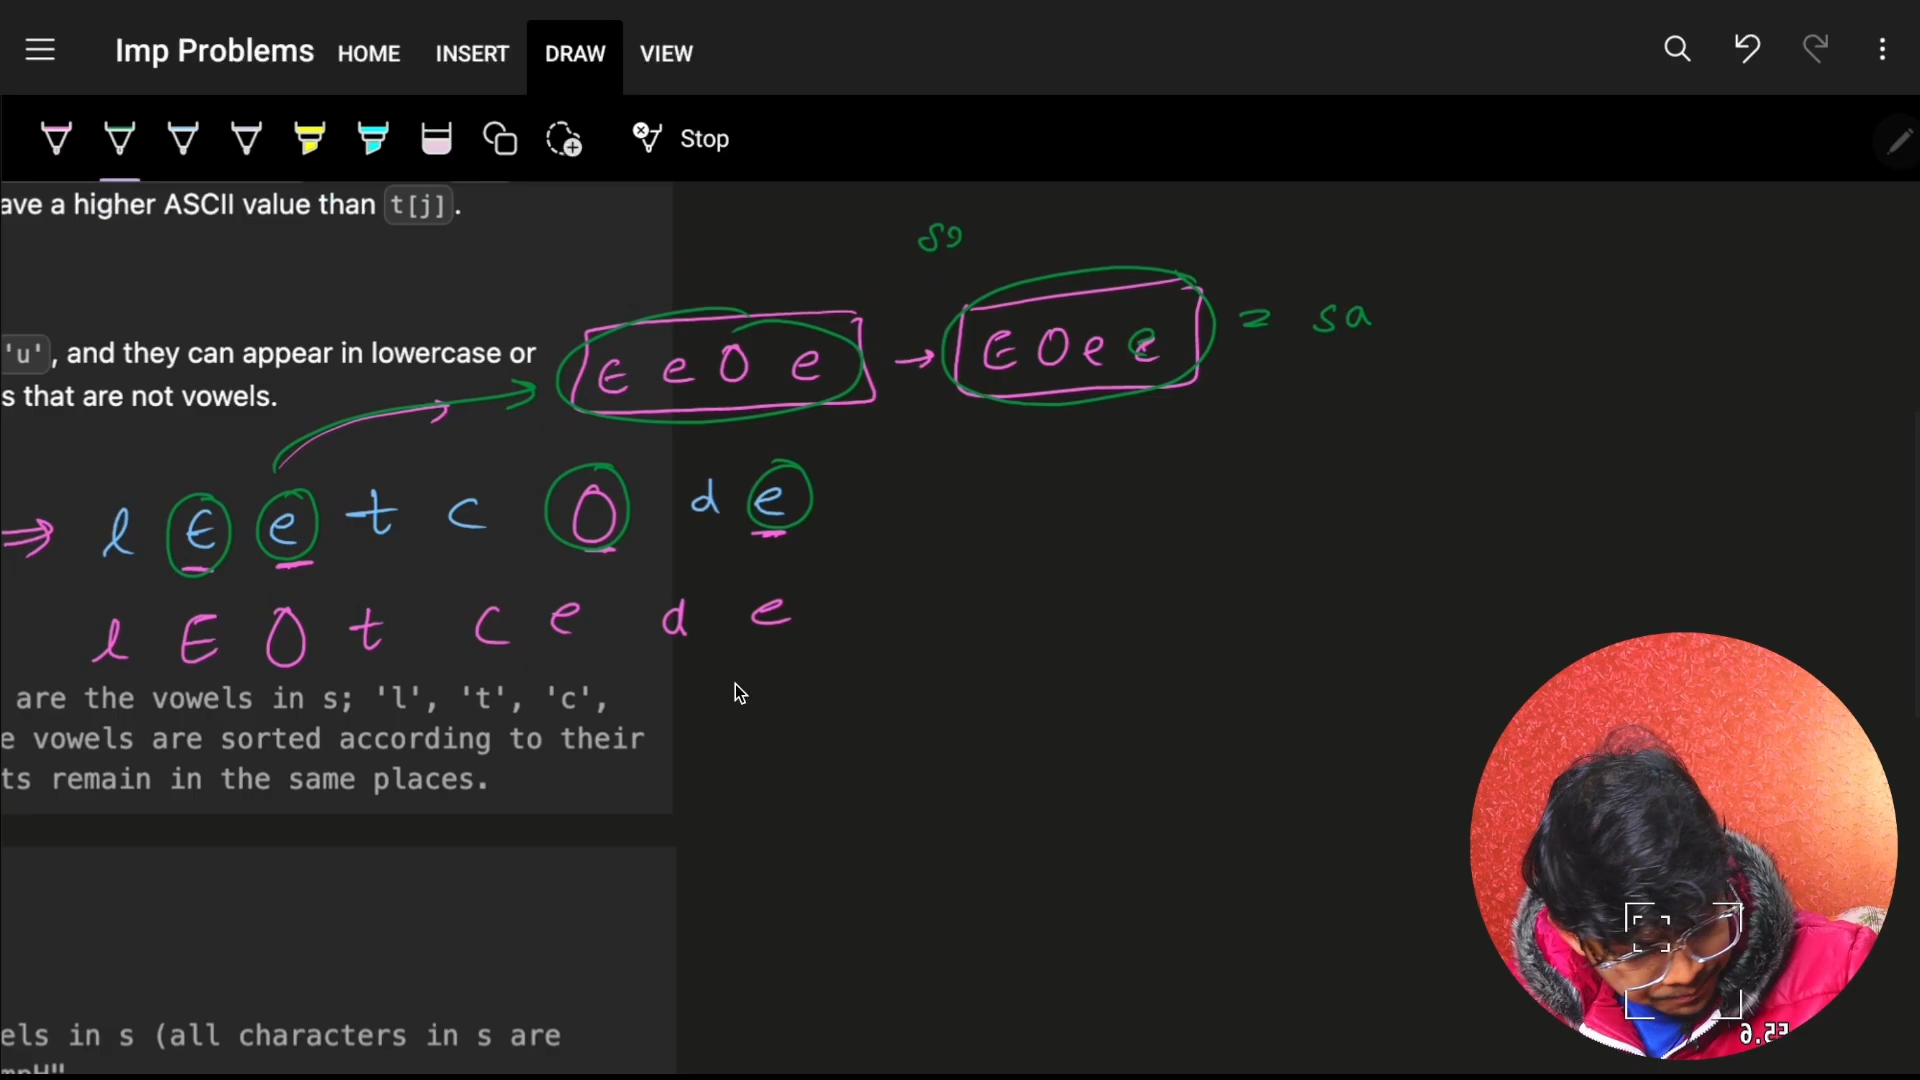 Imp Problems HOME INSERT DRAW VIEW
Stop
ave a higher ASCII value than t[j].
'u', and they can appear in lowercase or
s that are not vowels.
E e O e → E O e e = sa
⇒ l E e t c O d e
l E O t c e d e
are the vowels in s; 'l', 't', 'c',
e vowels are sorted according to their
ts remain in the same places.
els in s (all characters in s are